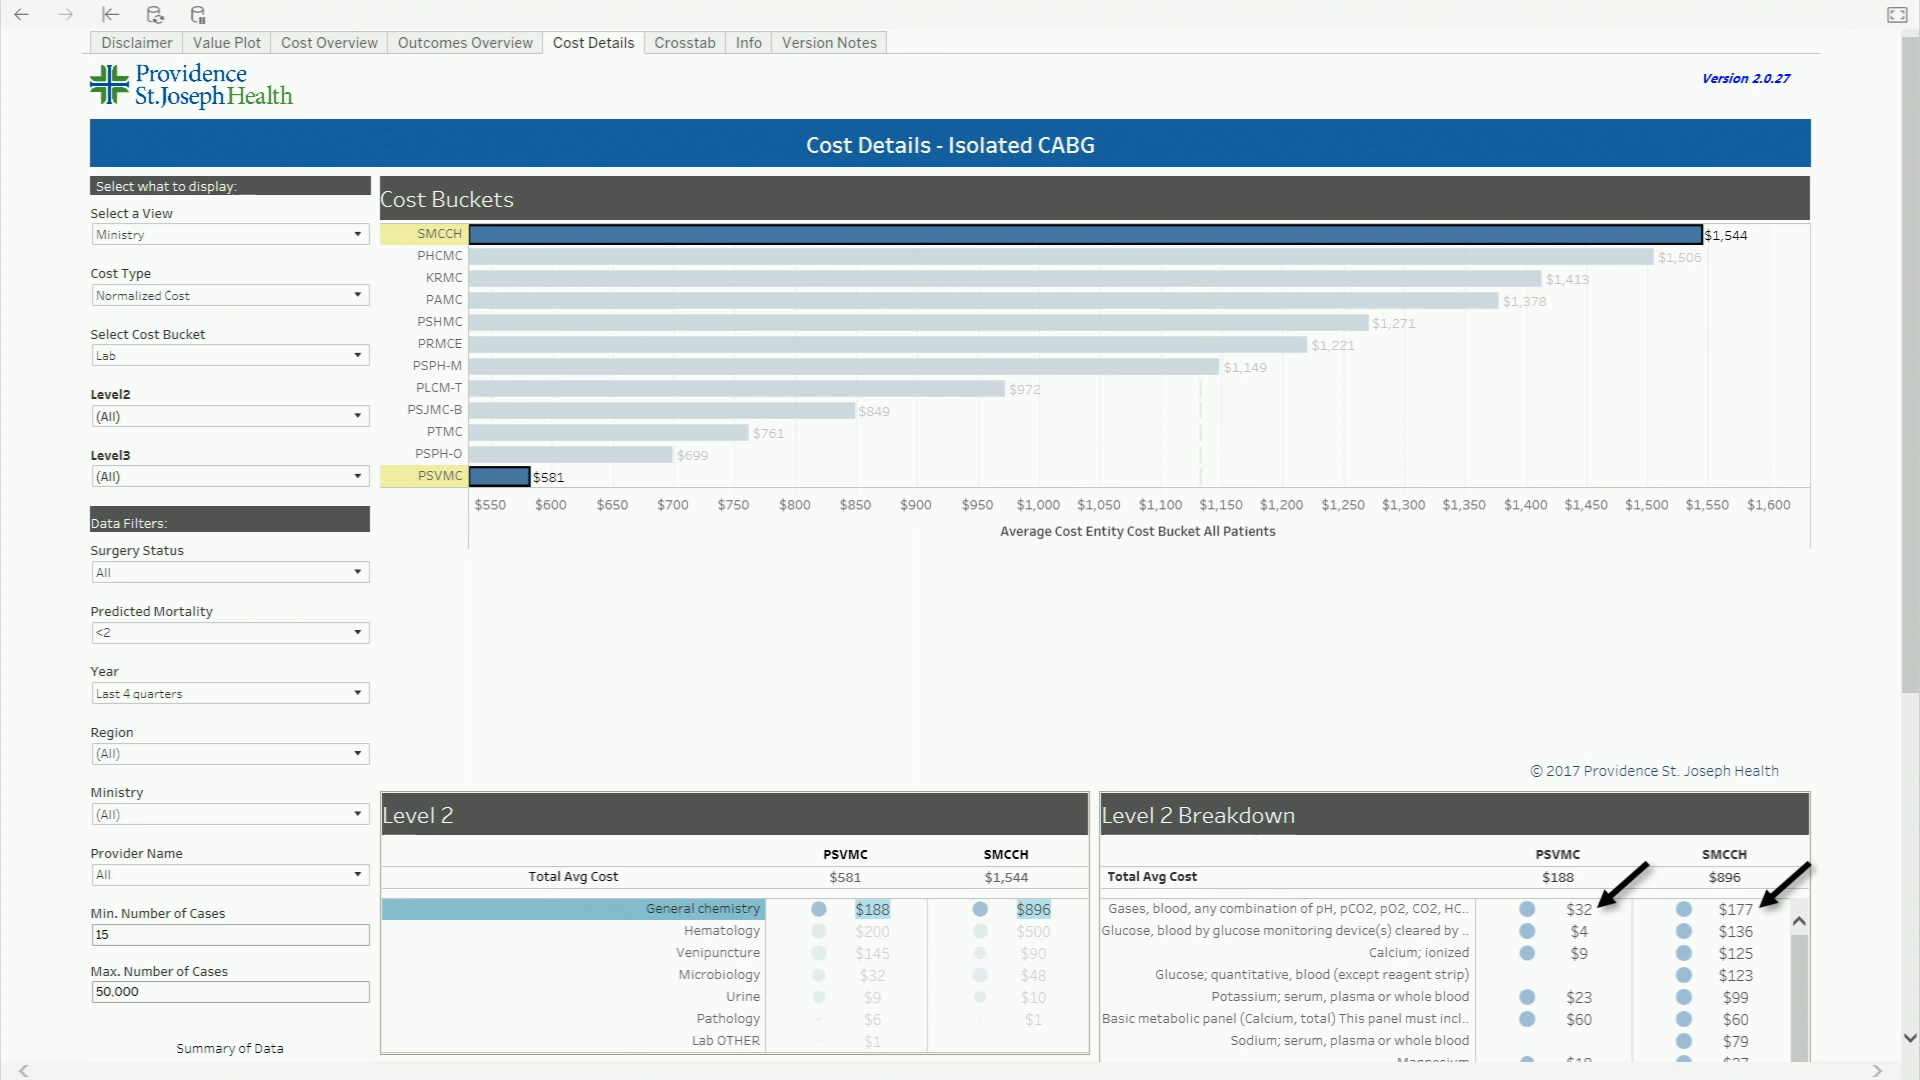 Disclaimer Value Plot Cost Overview Outcomes Overview Cost Details Crosstab Info Version Notes
Providence
St.JosephHealth
Version 2.0.27
Cost Details - Isolated CABG
Select what to display:
Select a View
Ministry
Cost Type
Normalized Cost
Select Cost Bucket
Lab
Level2
(All)
Level3
(All)
Data Filters:
Surgery Status
All
Predicted Mortality
<2
Year
Last 4 quarters
Region
(All)
Ministry
(All)
Provider Name
All
Min. Number of Cases
15
Max. Number of Cases
50,000
Summary of Data
Cost Buckets
SMCCH $1,544
PHCMC $1,506
KRMC $1,413
PAMC $1,378
PSHMC $1,271
PRMCE $1,221
PSPH-M $1,149
PLCM-T $972
PSJMC-B $849
PTMC $761
PSPH-O $699
PSVMC $581
$550 $600 $650 $700 $750 $800 $850 $900 $950 $1,000 $1,050 $1,100 $1,150 $1,200 $1,250 $1,300 $1,350 $1,400 $1,450 $1,500 $1,550 $1,600
Average Cost Entity Cost Bucket All Patients
© 2017 Providence St. Joseph Health
Level 2
PSVMC SMCCH
Total Avg Cost $581 $1,544
General chemistry $188 $896
Hematology $200 $500
Venipuncture $145 $90
Microbiology $32 $48
Urine $9 $10
Pathology $6 $1
Lab OTHER $1
Level 2 Breakdown
PSVMC SMCCH
Total Avg Cost $188 $896
Gases, blood, any combination of pH, pCO2, pO2, CO2, HC.. $32 $177
Glucose, blood by glucose monitoring device(s) cleared by .. $4 $136
Calcium; ionized $9 $125
Glucose; quantitative, blood (except reagent strip) $123
Potassium; serum, plasma or whole blood $23 $99
Basic metabolic panel (Calcium, total) This panel must incl.. $60 $60
Sodium; serum, plasma or whole blood $79